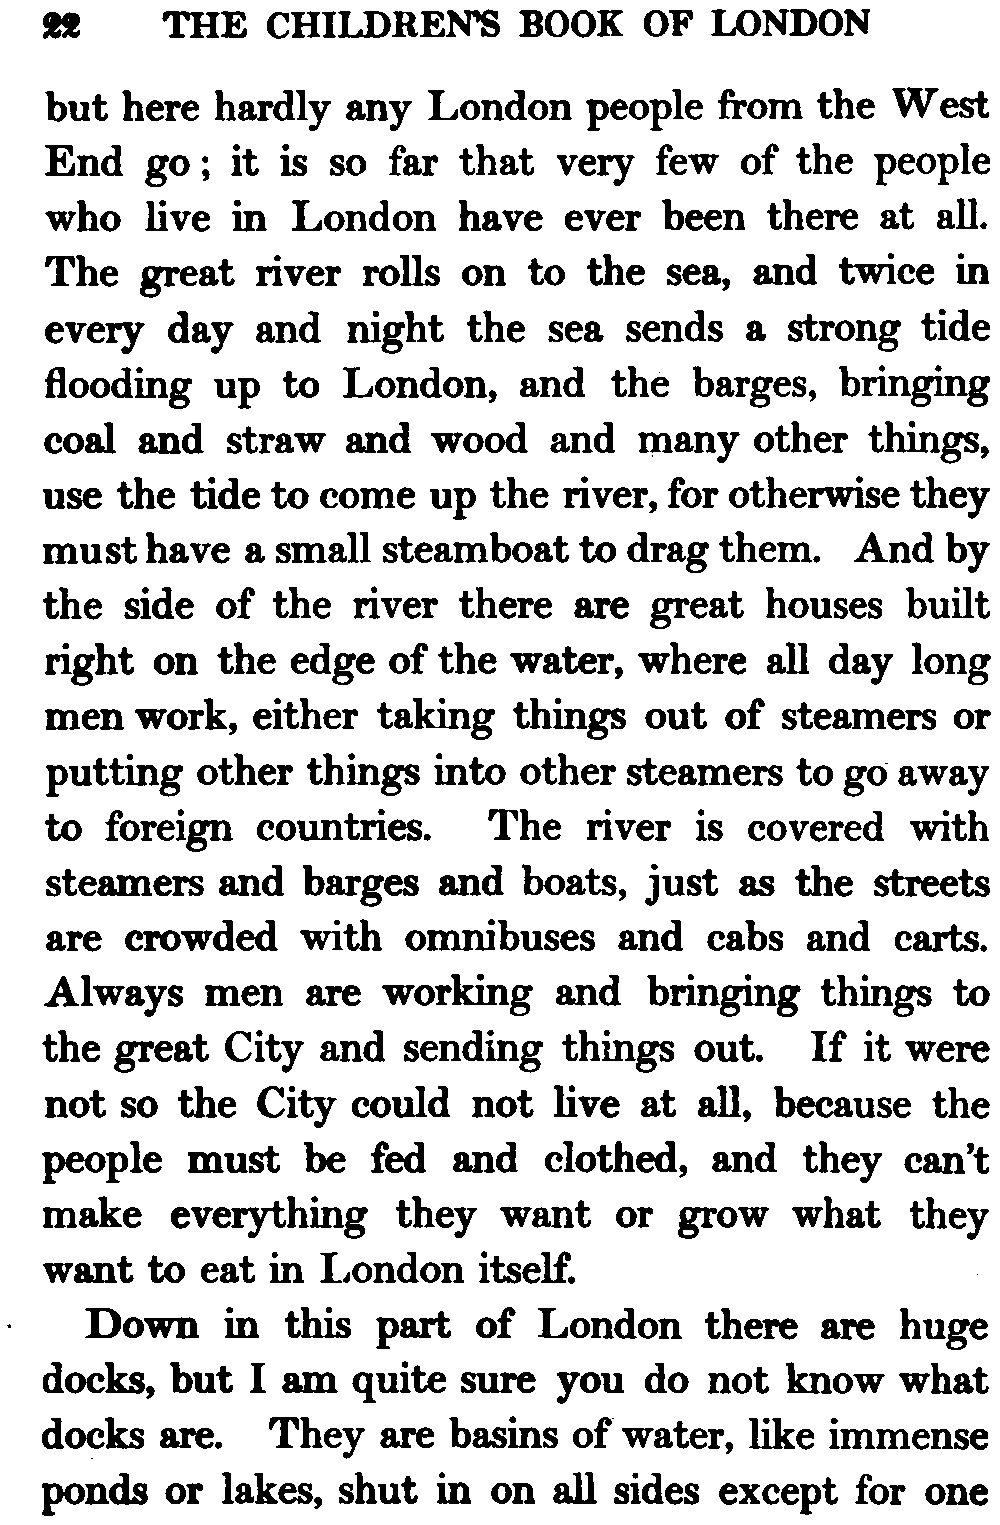 22 THE CHILDREN'S BOOK OF LONDON
but here hardly any London people from the West
End go; it is so far that very few of the people
who live in London have ever been there at all.
The great river rolls on to the sea, and twice in
every day and night the sea sends a strong tide
flooding up to London, and the barges, bringing
coal and straw and wood and many other things,
use the tide to come up the river, for otherwise they
must have a small steamboat to drag them. And by
the side of the river there are great houses built
right on the edge of the water, where all day long
men work, either taking things out of steamers or
putting other things into other steamers to go away
to foreign countries. The river is covered with
steamers and barges and boats, just as the streets
are crowded with omnibuses and cabs and carts.
Always men are working and bringing things to
the great City and sending things out. If it were
not so the City could not live at all, because the
people must be fed and clothed, and they can't
make everything they want or grow what they
want to eat in London itself.
Down in this part of London there are huge
docks, but I am quite sure you do not know what
docks are. They are basins of water, like immense
ponds or lakes, shut in on all sides except for one